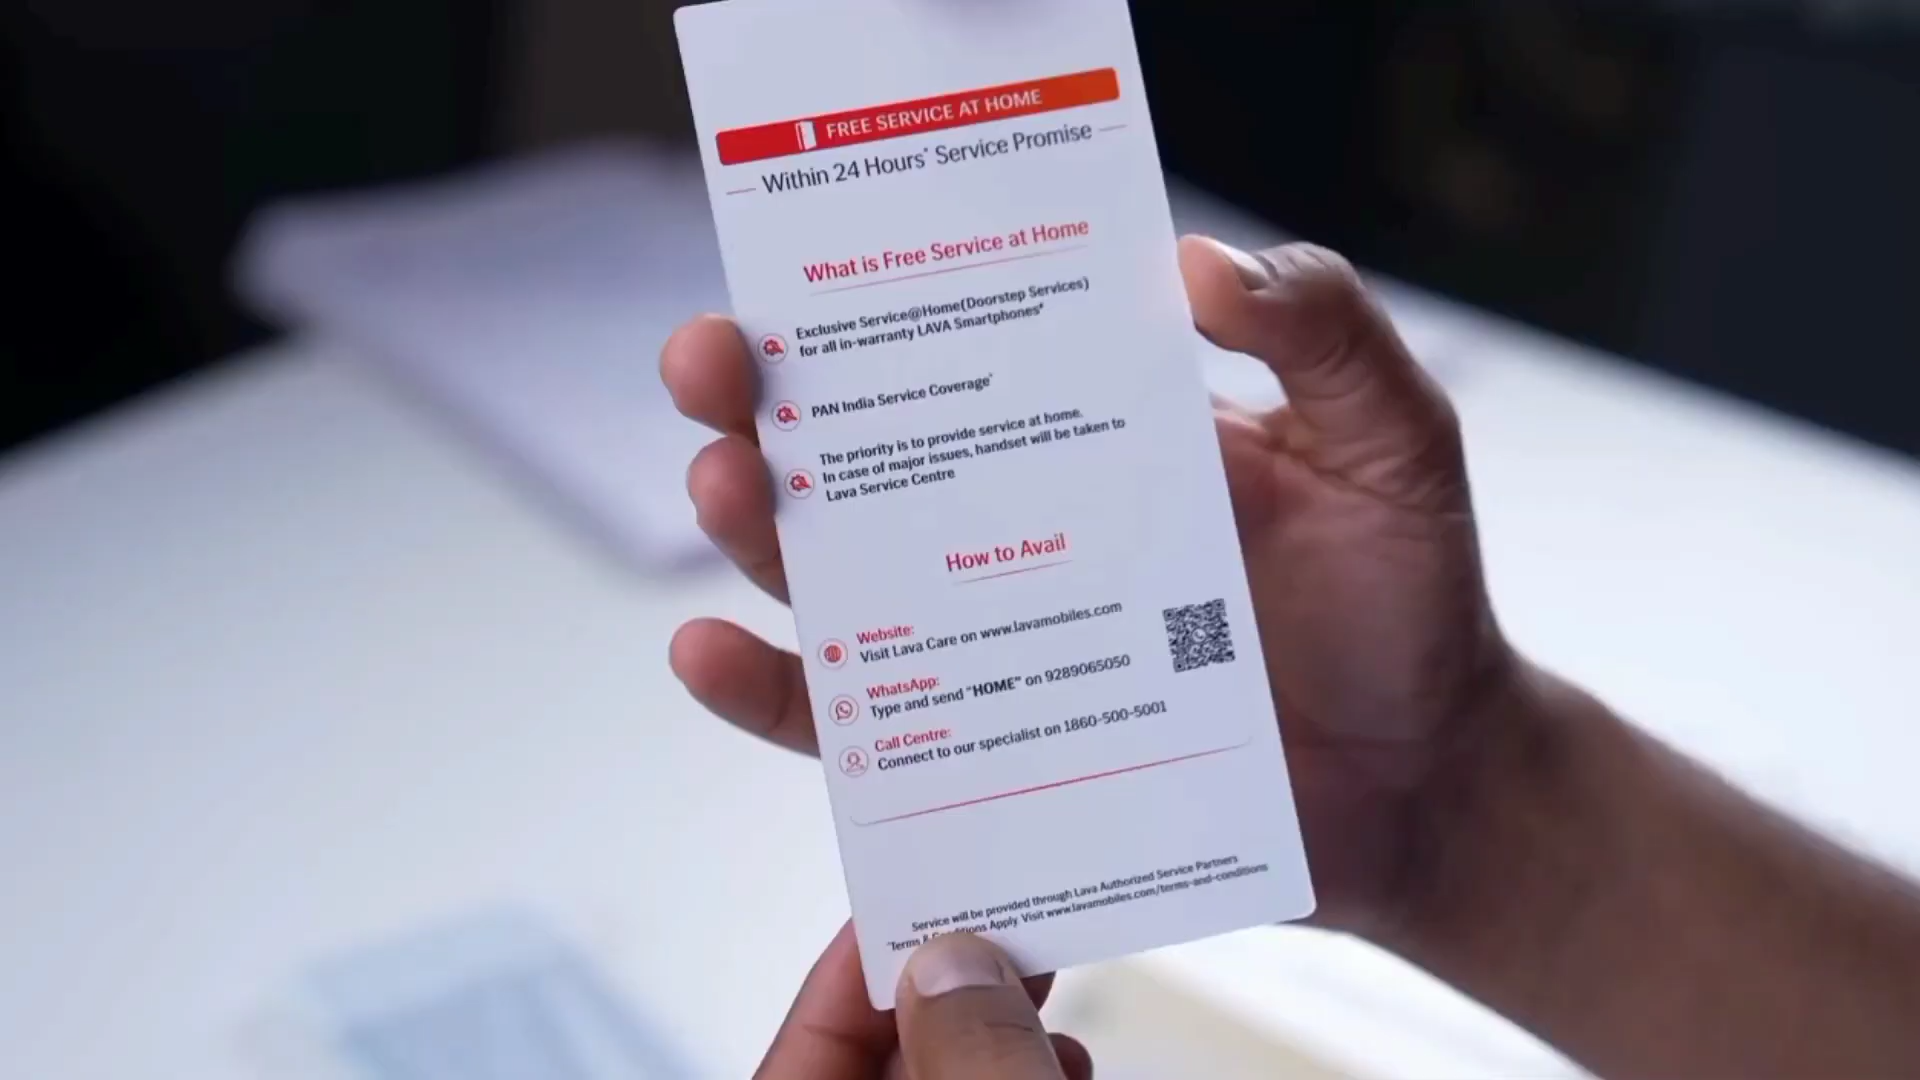 FREE SERVICE AT HOME
Within 24 Hours* Service Promise
What is Free Service at Home
Exclusive Service@Home(Doorstep Services)
for all in-warranty LAVA Smartphones*
PAN India Service Coverage*
The priority is to provide service at home.
In case of major issues, handset will be taken to
Lava Service Centre
How to Avail
Website:
Visit Lava Care on www.lavamobiles.com
WhatsApp:
Type and send "HOME" on 9289065050
Call Centre:
Connect to our specialist on 1860-500-5001
Service will be provided through Lava Authorized Service Partners
*Terms & Conditions Apply. Visit www.lavamobiles.com/terms-and-conditions